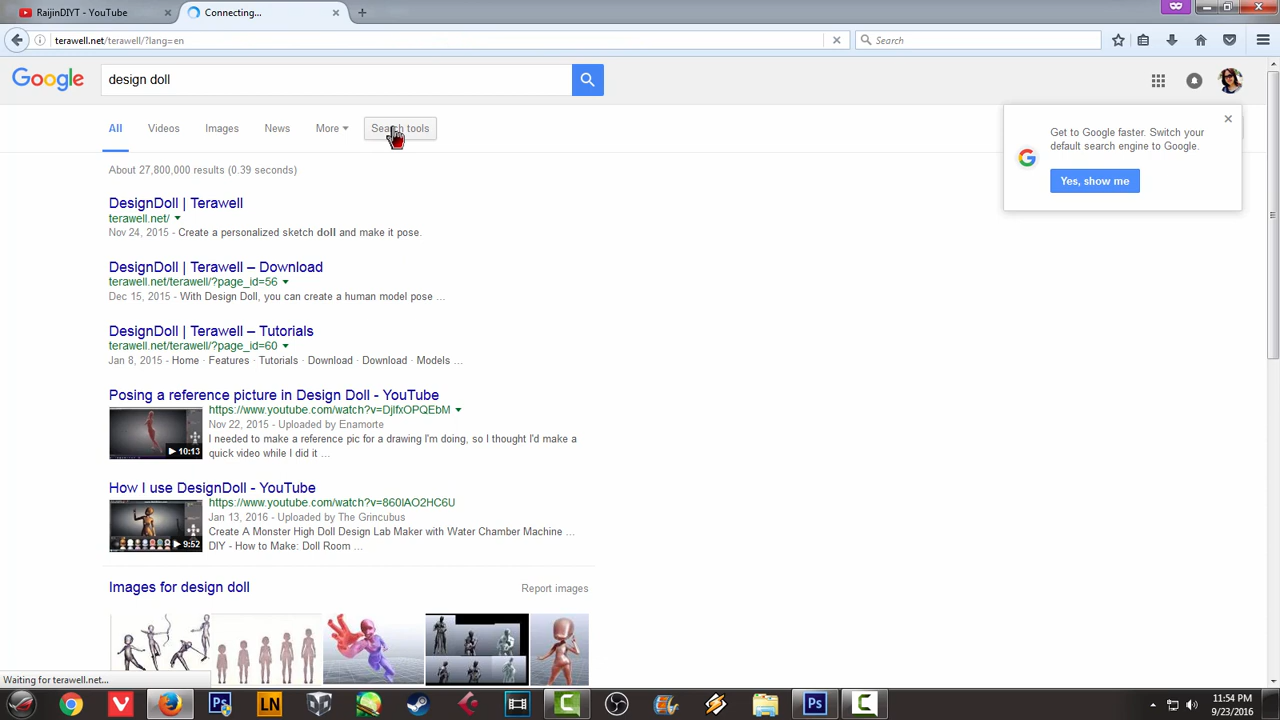 RaijinDIYT - YouTube
Connecting...
terawell.net/terawell/?lang=en
Search
Google
design doll
All
Videos
Images
News
More
Search tools
Get to Google faster. Switch your
default search engine to Google.
Yes, show me
About 27,800,000 results (0.39 seconds)
DesignDoll | Terawell
terawell.net/
Nov 24, 2015 - Create a personalized sketch doll and make it pose.
DesignDoll | Terawell – Download
terawell.net/terawell/?page_id=56
Dec 15, 2015 - With Design Doll, you can create a human model pose ...
DesignDoll | Terawell – Tutorials
terawell.net/terawell/?page_id=60
Jan 8, 2015 - Home · Features · Tutorials · Download · Download · Models ...
Posing a reference picture in Design Doll - YouTube
https://www.youtube.com/watch?v=DjlfxOPQEbM
Nov 22, 2015 - Uploaded by Enamorte
I needed to make a reference pic for a drawing I'm doing, so I thought I'd make a
quick video while I did it ...
10:13
How I use DesignDoll - YouTube
https://www.youtube.com/watch?v=860lAO2HC6U
Jan 13, 2016 - Uploaded by The Grincubus
Create A Monster High Doll Design Lab Maker with Water Chamber Machine ...
DIY - How to Make: Doll Room ...
9:52
Images for design doll
Report images
Waiting for terawell.net...
Ps
LN
Ps
11:54 PM
9/23/2016